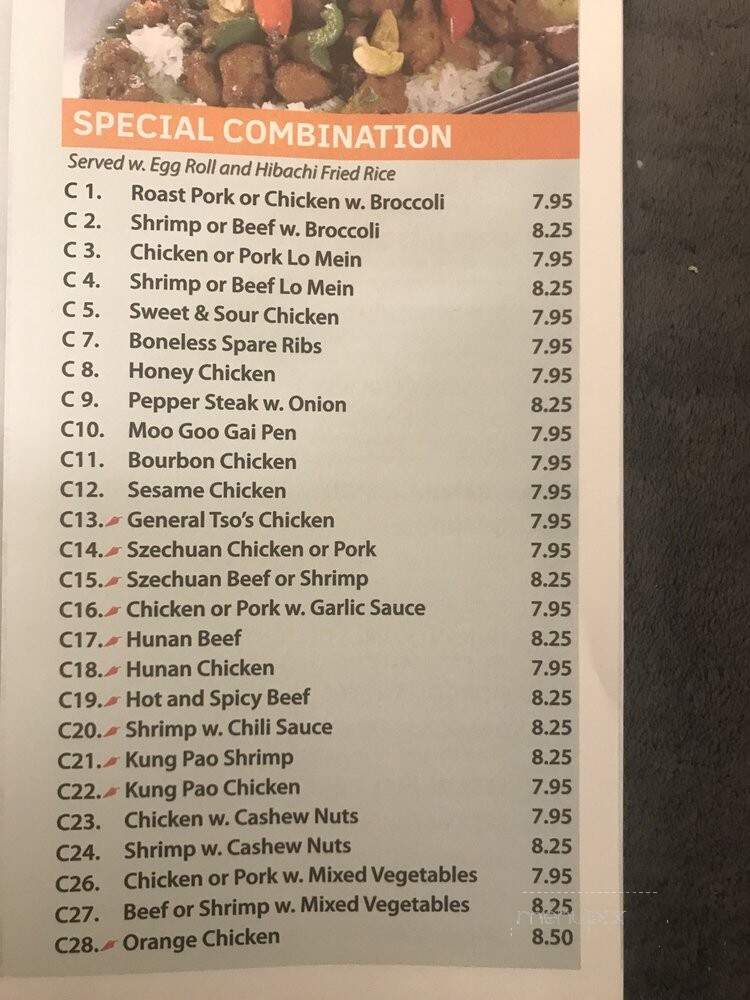 SPECIAL COMBINATION
Served w. Egg Roll and Hibachi Fried Rice
C 1. Roast Pork or Chicken w. Broccoli 7.95
C 2. Shrimp or Beef w. Broccoli 8.25
C 3. Chicken or Pork Lo Mein 7.95
C 4. Shrimp or Beef Lo Mein 8.25
C 5. Sweet & Sour Chicken 7.95
C 7. Boneless Spare Ribs 7.95
C 8. Honey Chicken 7.95
C 9. Pepper Steak w. Onion 8.25
C10. Moo Goo Gai Pen 7.95
C11. Bourbon Chicken 7.95
C12. Sesame Chicken 7.95
C13. General Tso's Chicken 7.95
C14. Szechuan Chicken or Pork 7.95
C15. Szechuan Beef or Shrimp 8.25
C16. Chicken or Pork w. Garlic Sauce 7.95
C17. Hunan Beef 8.25
C18. Hunan Chicken 7.95
C19. Hot and Spicy Beef 8.25
C20. Shrimp w. Chili Sauce 8.25
C21. Kung Pao Shrimp 8.25
C22. Kung Pao Chicken 7.95
C23. Chicken w. Cashew Nuts 7.95
C24. Shrimp w. Cashew Nuts 8.25
C26. Chicken or Pork w. Mixed Vegetables 7.95
C27. Beef or Shrimp w. Mixed Vegetables 8.25
C28. Orange Chicken 8.50